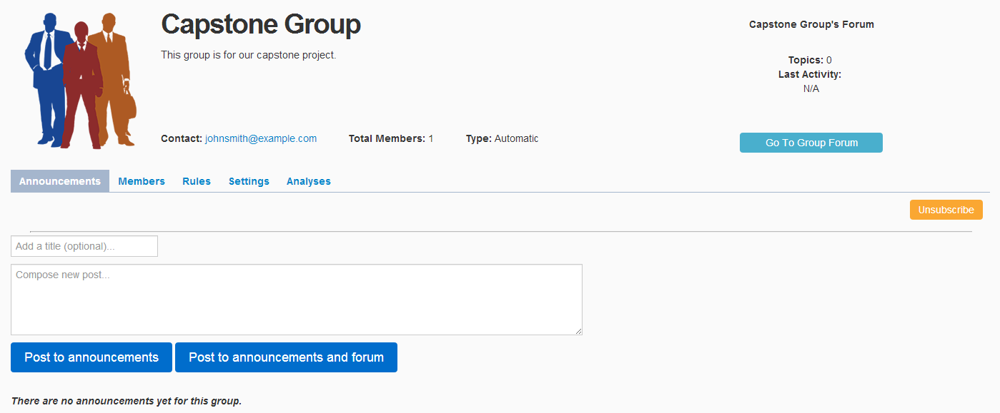 Capstone Group
This group is for our capstone project.
Contact: johnsmith@example.com Total Members: 1 Type: Automatic
Capstone Group's Forum
Topics: 0
Last Activity:
N/A
Go To Group Forum
Announcements Members Rules Settings Analyses
Unsubscribe
Add a title (optional)...
Compose new post...
Post to announcements Post to announcements and forum
There are no announcements yet for this group.